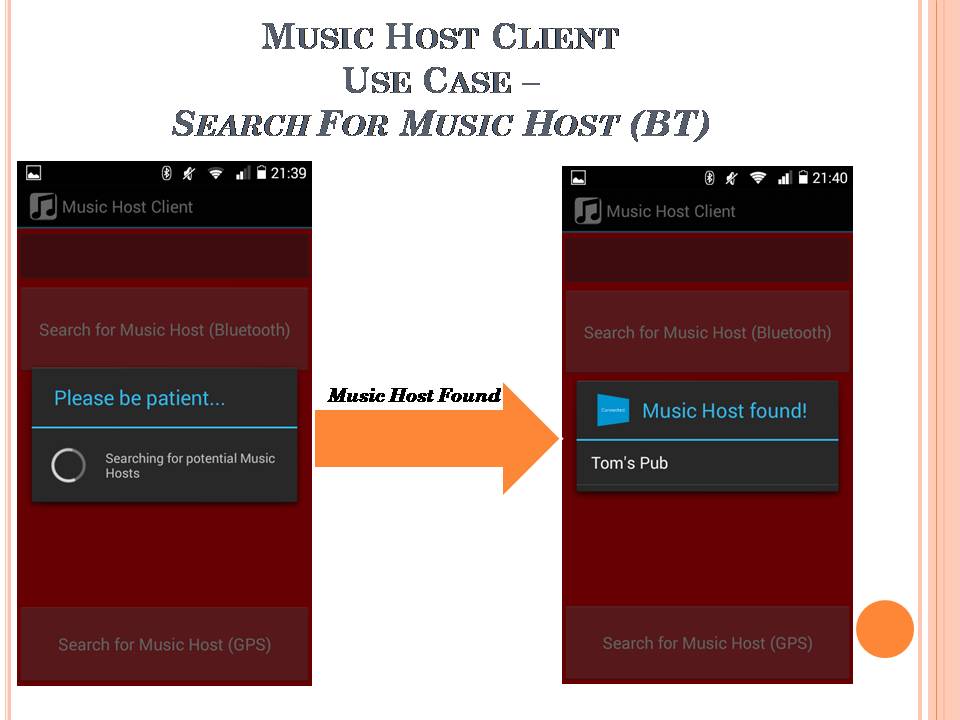 MUSIC HOST CLIENT
USE CASE –
SEARCH FOR MUSIC HOST (BT)
21:39
Music Host Client
Search for Music Host (Bluetooth)
Please be patient...
Searching for potential Music
Hosts
Search for Music Host (GPS)
Music Host Found
21:40
Music Host Client
Search for Music Host (Bluetooth)
Connected
Music Host found!
Tom's Pub
Search for Music Host (GPS)